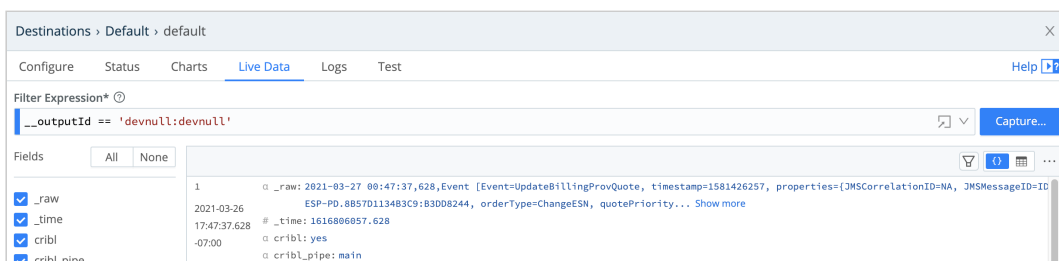 Destinations › Default › default
Configure Status Charts Live Data Logs Test Help
Filter Expression*
__outputId == 'devnull:devnull' Capture...
Fields All None
_raw
_time
cribl
cribl_pipe
1
2021-03-26
17:47:37.628
-07:00
α _raw: 2021-03-27 00:47:37,628,Event [Event=UpdateBillingProvQuote, timestamp=1581426257, properties={JMSCorrelationID=NA, JMSMessageID=ID
ESP-PD.8B57D1134B3C9:B3DD8244, orderType=ChangeESN, quotePriority... Show more
# _time: 1616806057.628
α cribl: yes
α cribl_pipe: main